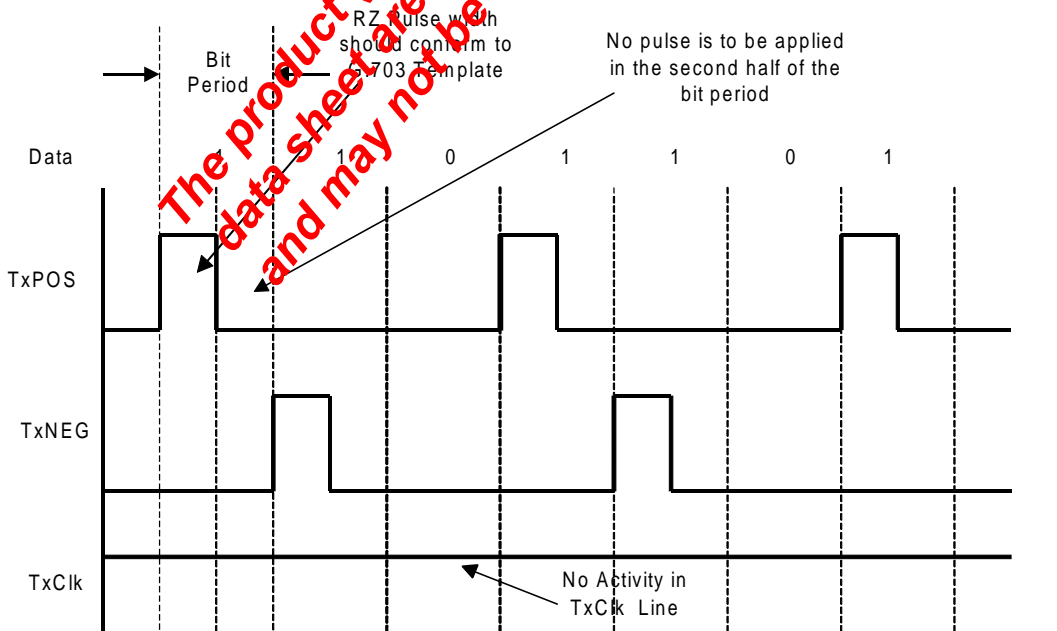 RZ Pulse width
should conform to
G.703 Template
Bit
Period
No pulse is to be applied
in the second half of the
bit period
The product
data sheet are
and may not be
Data 1 1 0 1 1 0 1
TxPOS
TxNEG
TxClk
No Activity in
TxClk Line